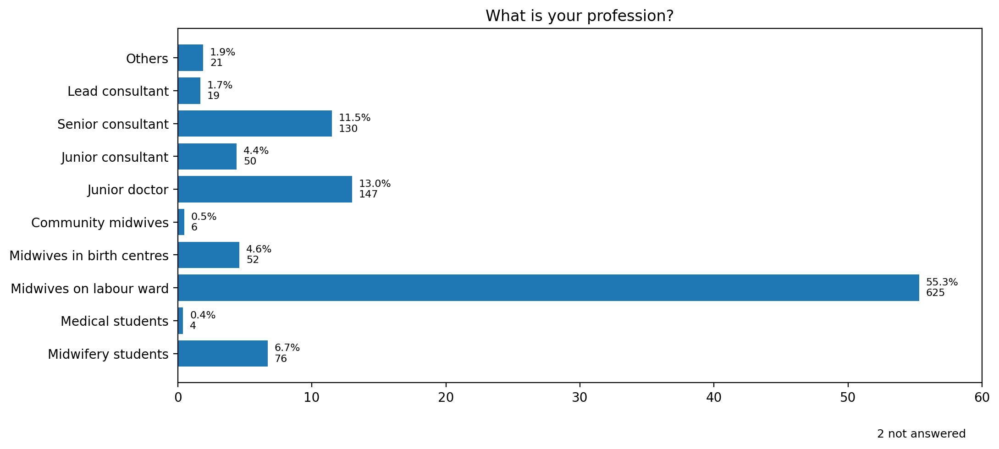 What is your profession?
Others
1.9%
21
Lead consultant
1.7%
19
Senior consultant
11.5%
130
Junior consultant
4.4%
50
Junior doctor
13.0%
147
Community midwives
0.5%
6
Midwives in birth centres
4.6%
52
Midwives on labour ward
55.3%
625
Medical students
0.4%
4
Midwifery students
6.7%
76
0 10 20 30 40 50 60
2 not answered